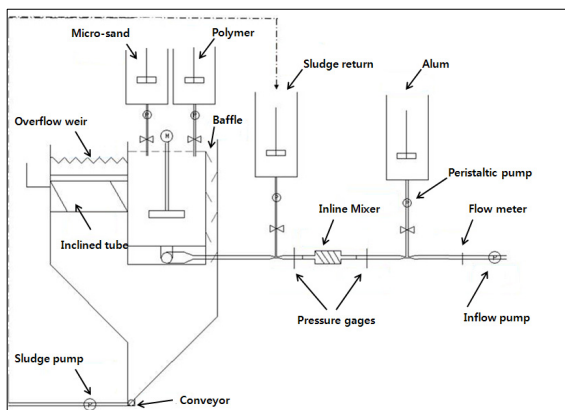 Micro-sand
Polymer
Sludge return
Alum
Baffle
Overflow weir
M
Peristaltic pump
Inclined tube
Inline Mixer
Flow meter
Pressure gages
Inflow pump
Sludge pump
Conveyor